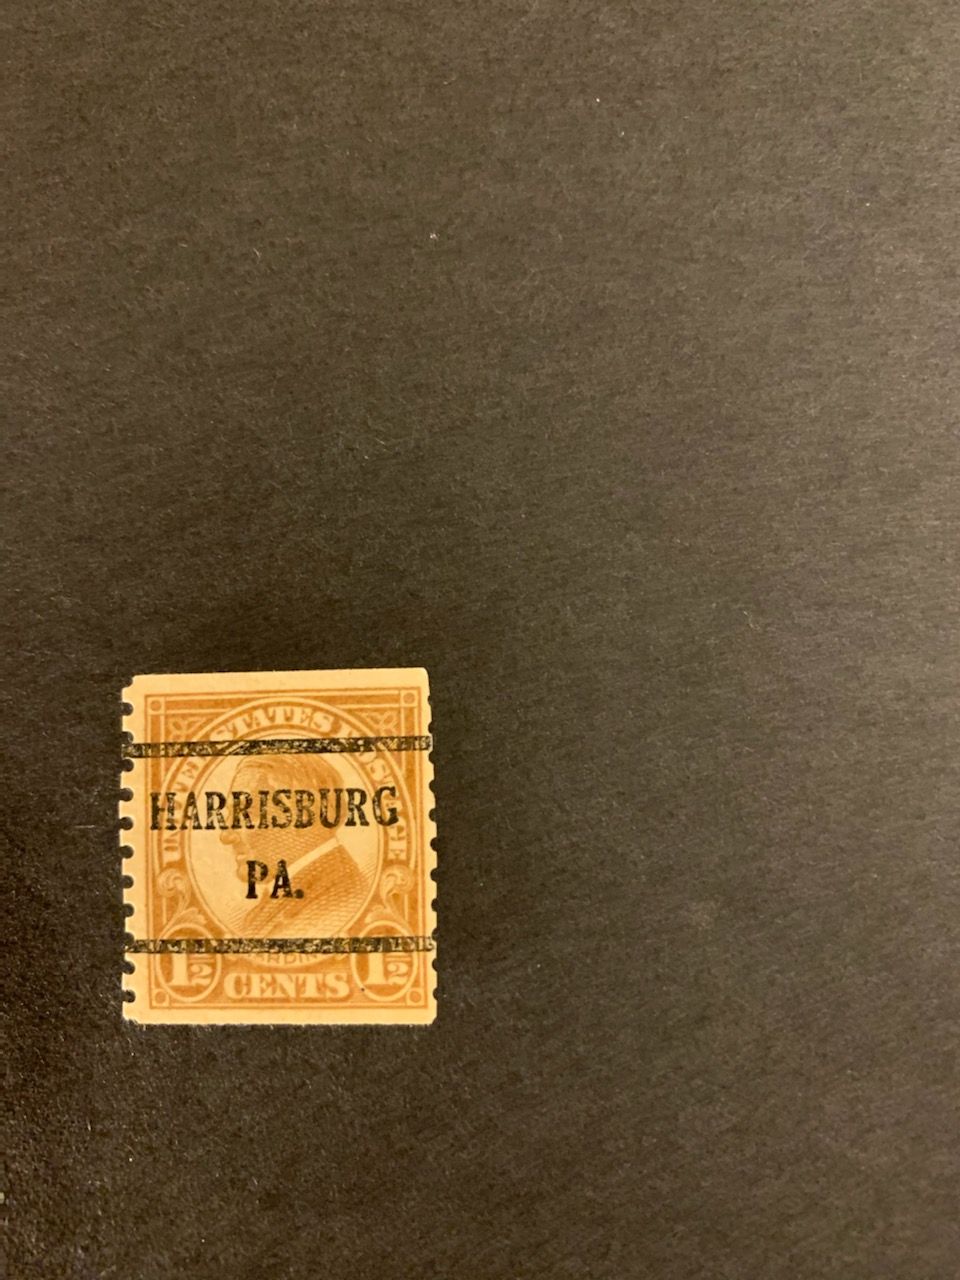 UNITED STATES POSTAGE
HARRISBURG
PA.
1½ CENTS 1½